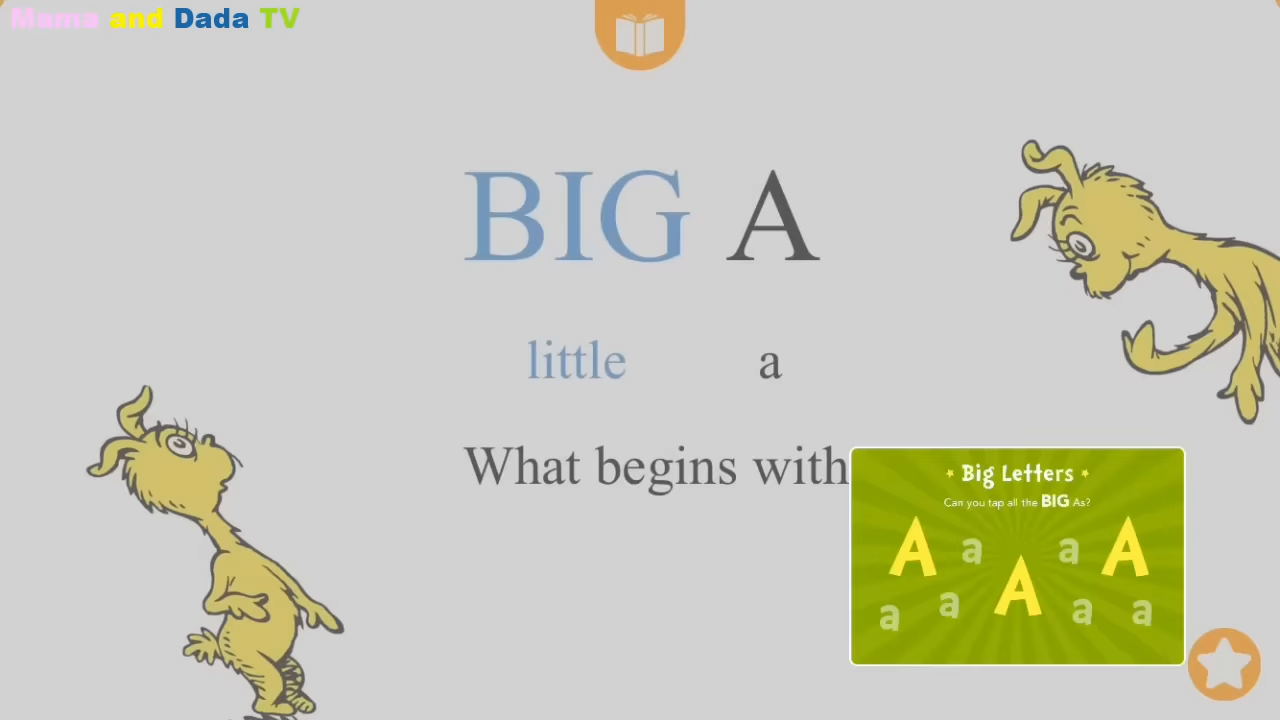 Mama and Dada TV
BIG A
little a
What begins with
Big Letters
Can you tap all the BIG As?
A a a A
a a A a a